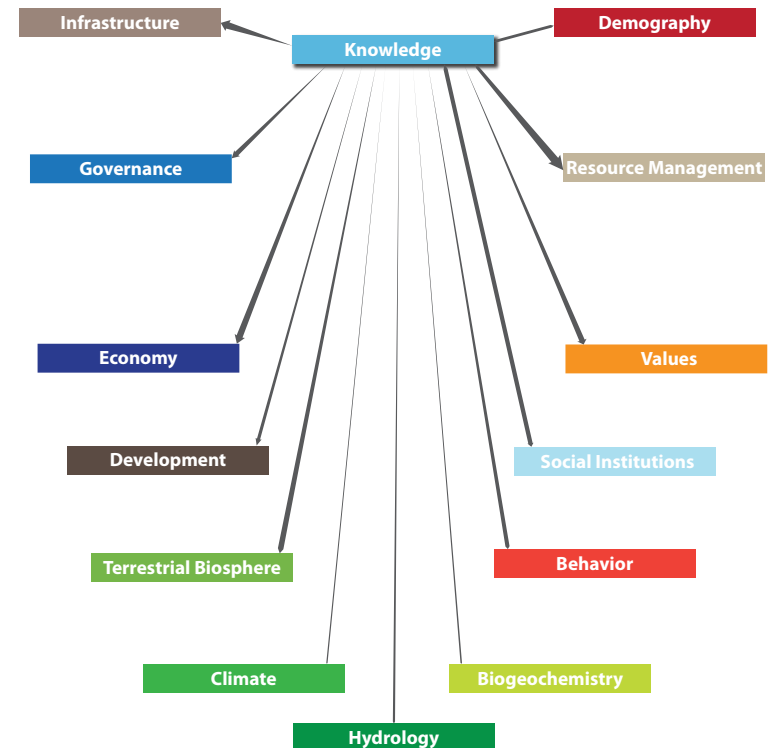 Infrastructure
Demography
Knowledge
Governance
Resource Management
Economy
Values
Development
Social Institutions
Terrestrial Biosphere
Behavior
Climate
Biogeochemistry
Hydrology